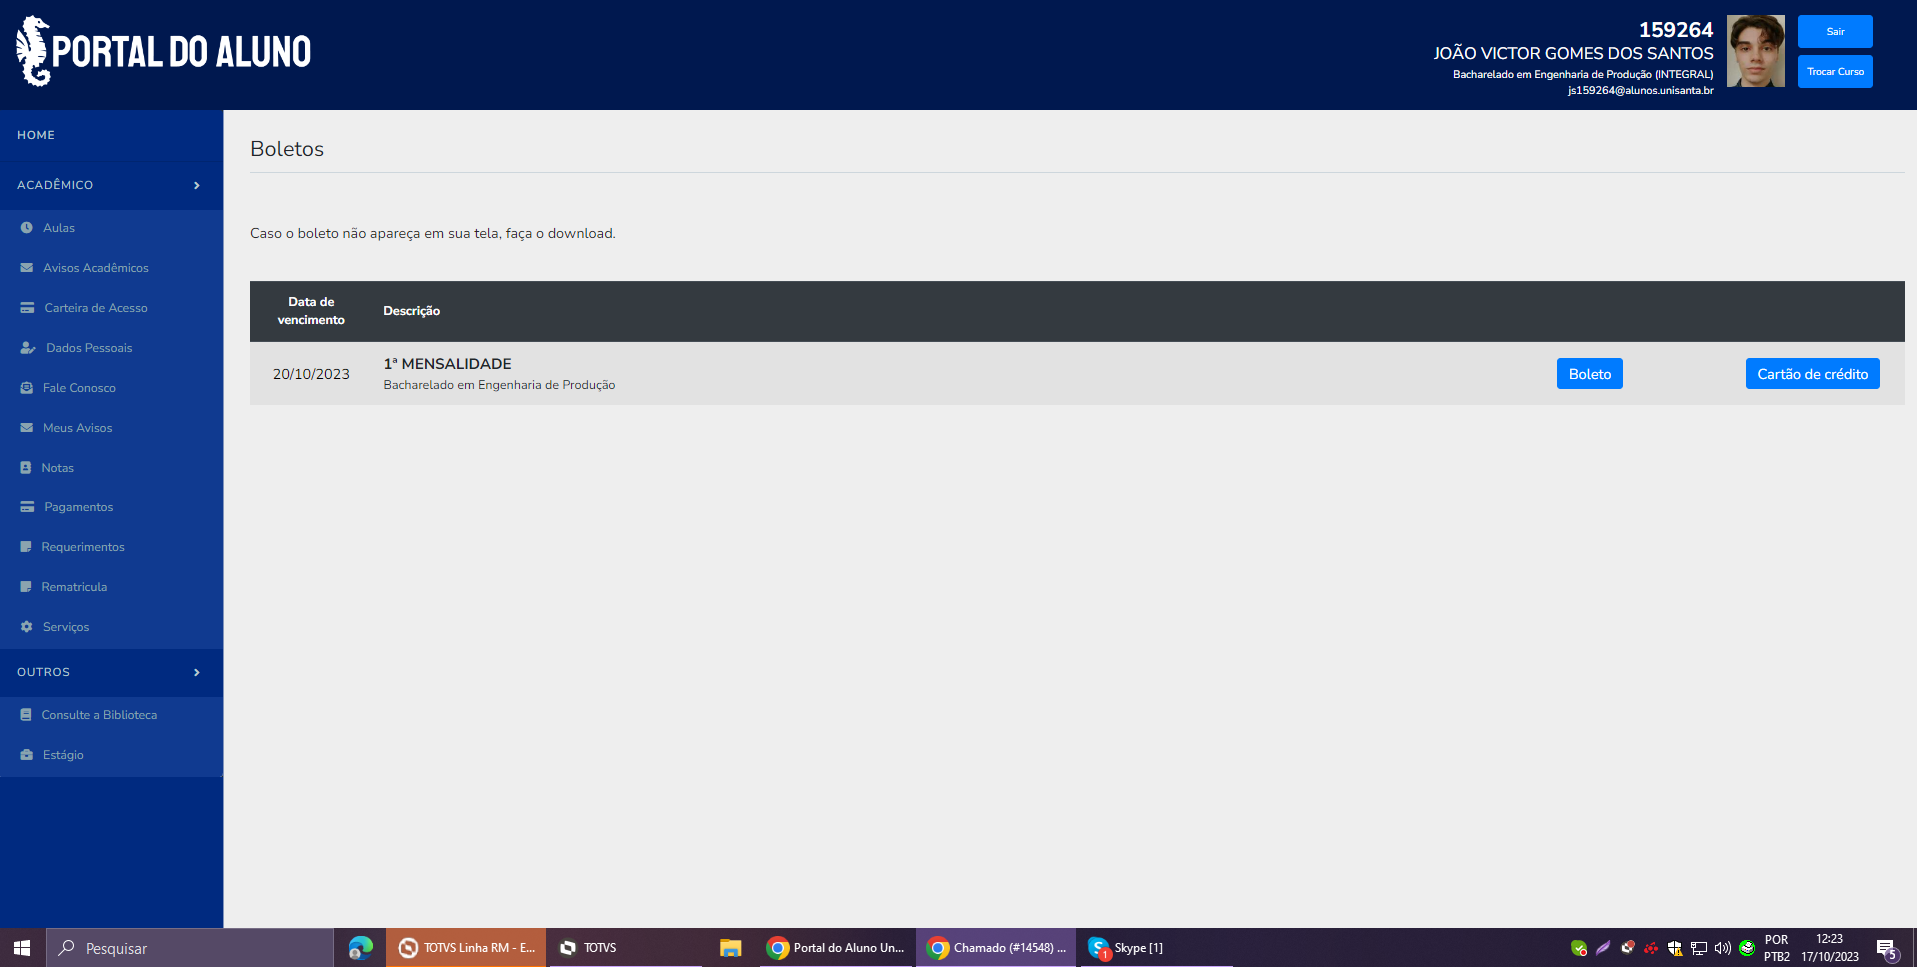 PORTAL DO ALUNO
159264
JOÃO VICTOR GOMES DOS SANTOS
Bacharelado em Engenharia de Produção (INTEGRAL)
js159264@alunos.unisanta.br
Sair
Trocar Curso
HOME
ACADÊMICO
Aulas
Avisos Acadêmicos
Carteira de Acesso
Dados Pessoais
Fale Conosco
Meus Avisos
Notas
Pagamentos
Requerimentos
Rematricula
Serviços
OUTROS
Consulte a Biblioteca
Estágio
Boletos
Caso o boleto não apareça em sua tela, faça o download.
Data de
vencimento
Descrição
20/10/2023
1ª MENSALIDADE
Bacharelado em Engenharia de Produção
Boleto
Cartão de crédito
Pesquisar
TOTVS Linha RM - E...
TOTVS
Portal do Aluno Un...
Chamado (#14548) ...
1
Skype [1]
POR
PTB2
12:23
17/10/2023
5